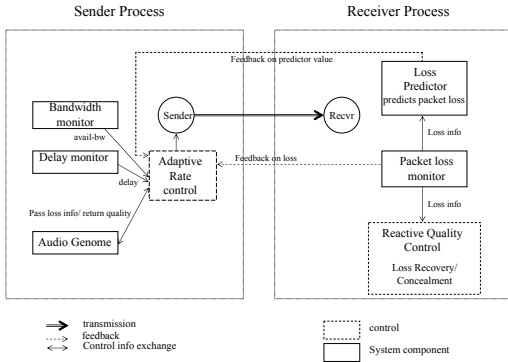 Sender Process
Receiver Process
Feedback on predictor value
Loss
Predictor
predicts packet loss
Bandwidth
monitor
Sender
Recvr
avail-bw
Loss info
Delay monitor
Adaptive
Rate
control
Feedback on loss
Packet loss
monitor
delay
Pass loss info/ return quality
Loss info
Audio Genome
Reactive Quality
Control
Loss Recovery/
Concealment
transmission
feedback
Control info exchange
control
System component